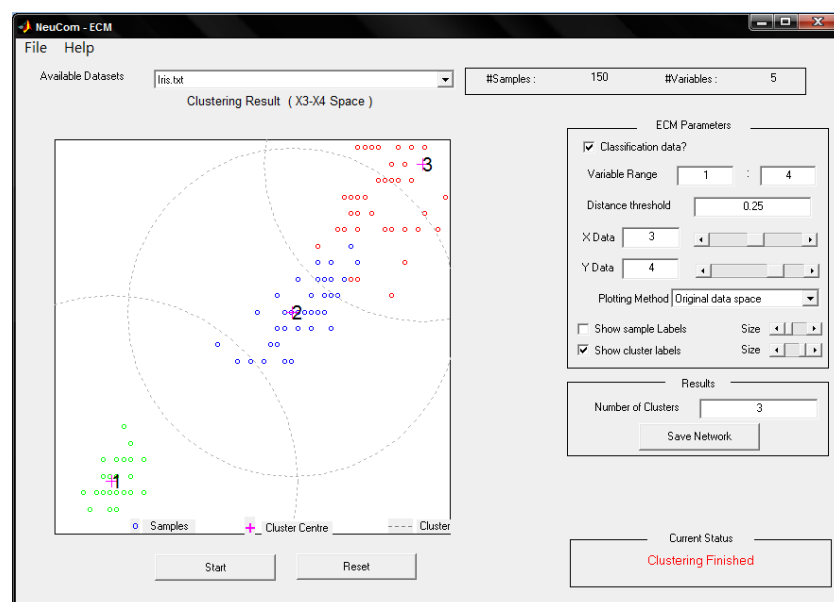 NeuCom - ECM
File Help
Available Datasets Iris.txt #Samples : 150 #Variables : 5
Clustering Result ( X3-X4 Space )
ECM Parameters
Classification data?
Variable Range 1 : 4
Distance threshold 0.25
X Data 3
Y Data 4
Plotting Method Original data space
Show sample Labels Size
Show cluster labels Size
3
2
1
Samples Cluster Centre Cluster
Results
Number of Clusters 3
Save Network
Start Reset
Current Status
Clustering Finished